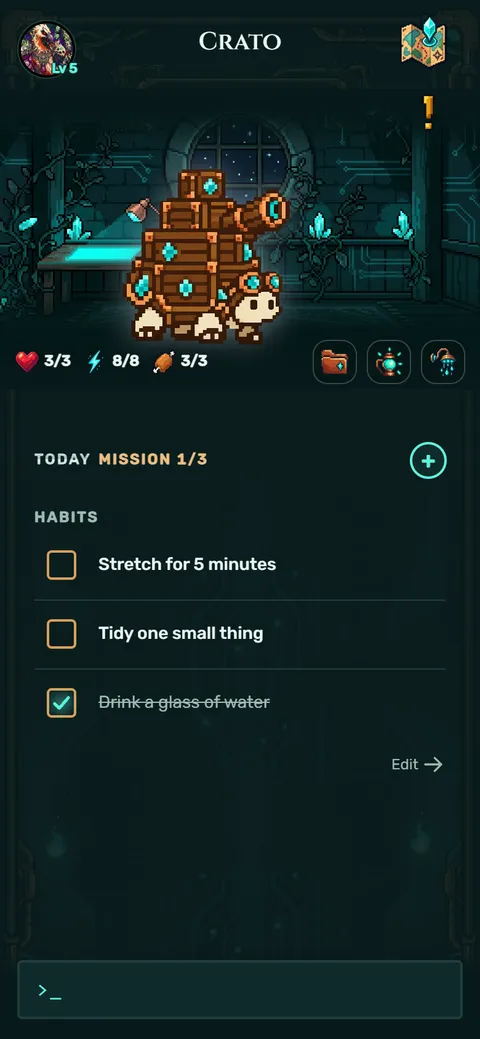 Crato
Lv 5
!
3/3 8/8 3/3
TODAY MISSION 1/3
HABITS
Stretch for 5 minutes
Tidy one small thing
Drink a glass of water
Edit →
>_